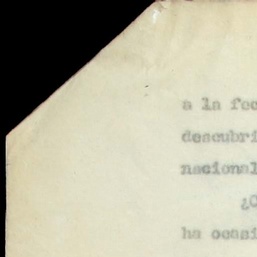 a la fec
descubri
nacional
¿C
ha ocasi